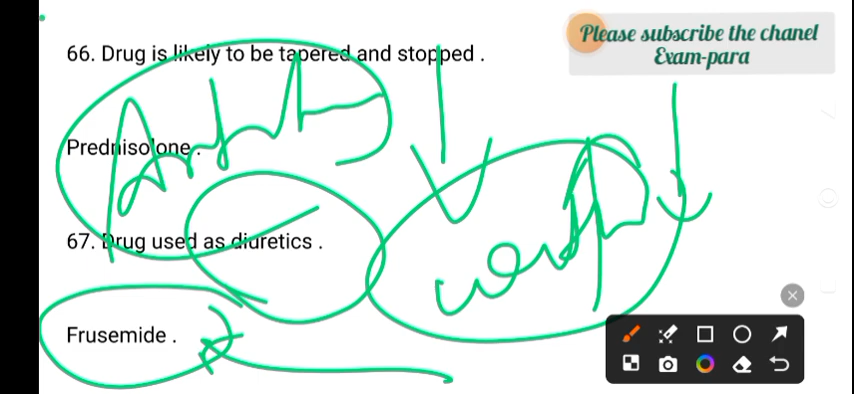 Please subscribe the chanel
Exam-para
66. Drug is likely to be tapered and stopped .
Prednisolone .
67. Drug used as diuretics .
Frusemide .